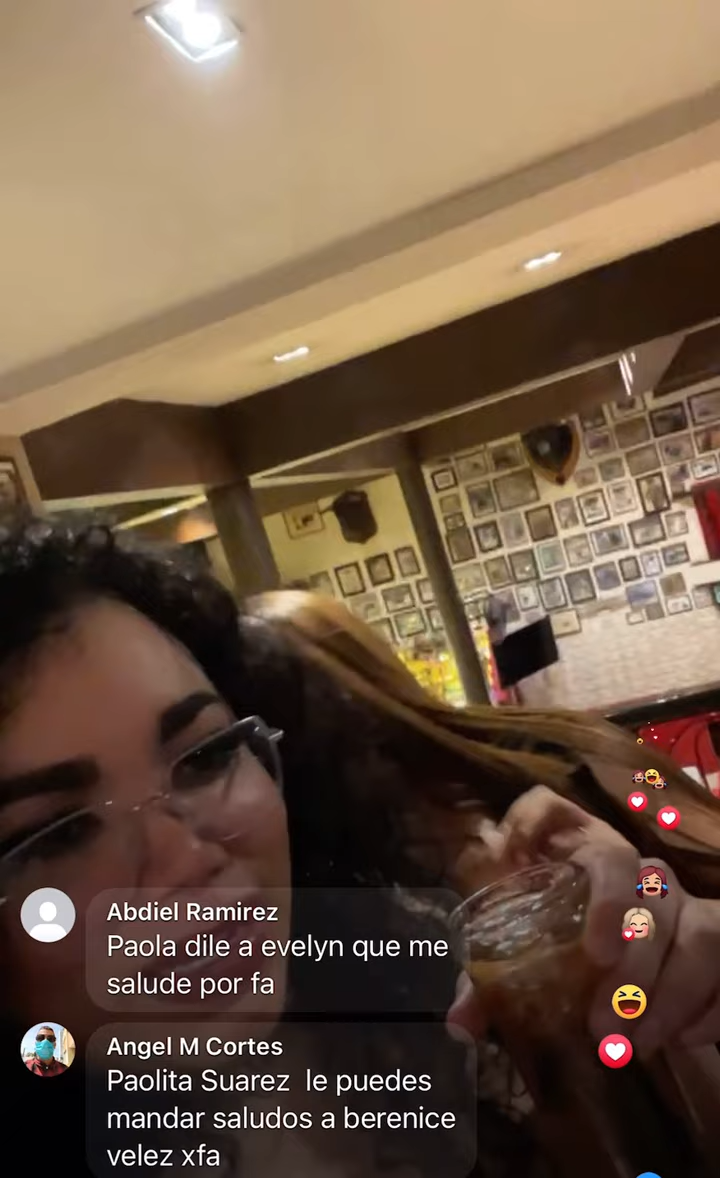 Abdiel Ramirez
Paola dile a evelyn que me
salude por fa
Angel M Cortes
Paolita Suarez  le puedes
mandar saludos a berenice
velez xfa